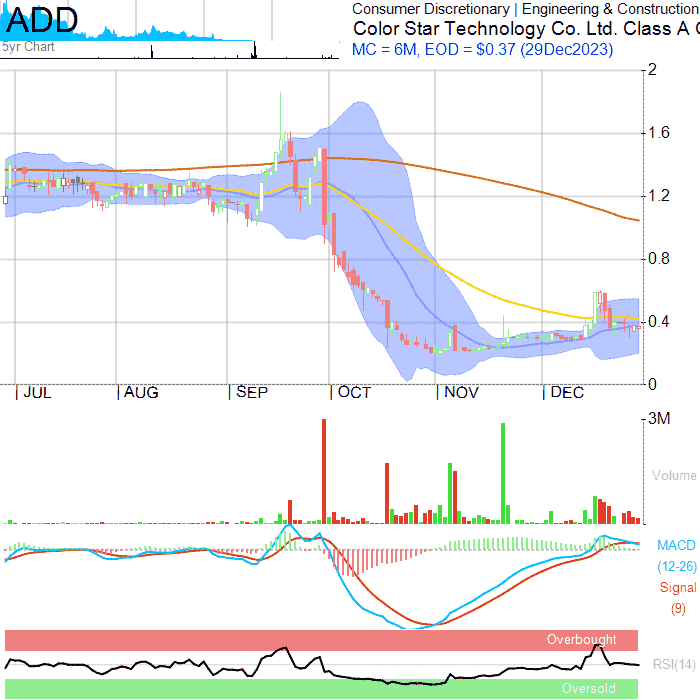 ADD
Consumer Discretionary | Engineering & Construction
5yr Chart
Color Star Technology Co. Ltd. Class A
MC = 6M, EOD = $0.37 (29Dec2023)
2
1.6
1.2
0.8
0.4
0
JUL AUG SEP OCT NOV DEC
3M
Volume
MACD
(12-26)
Signal
(9)
Overbought
RSI(14)
Oversold